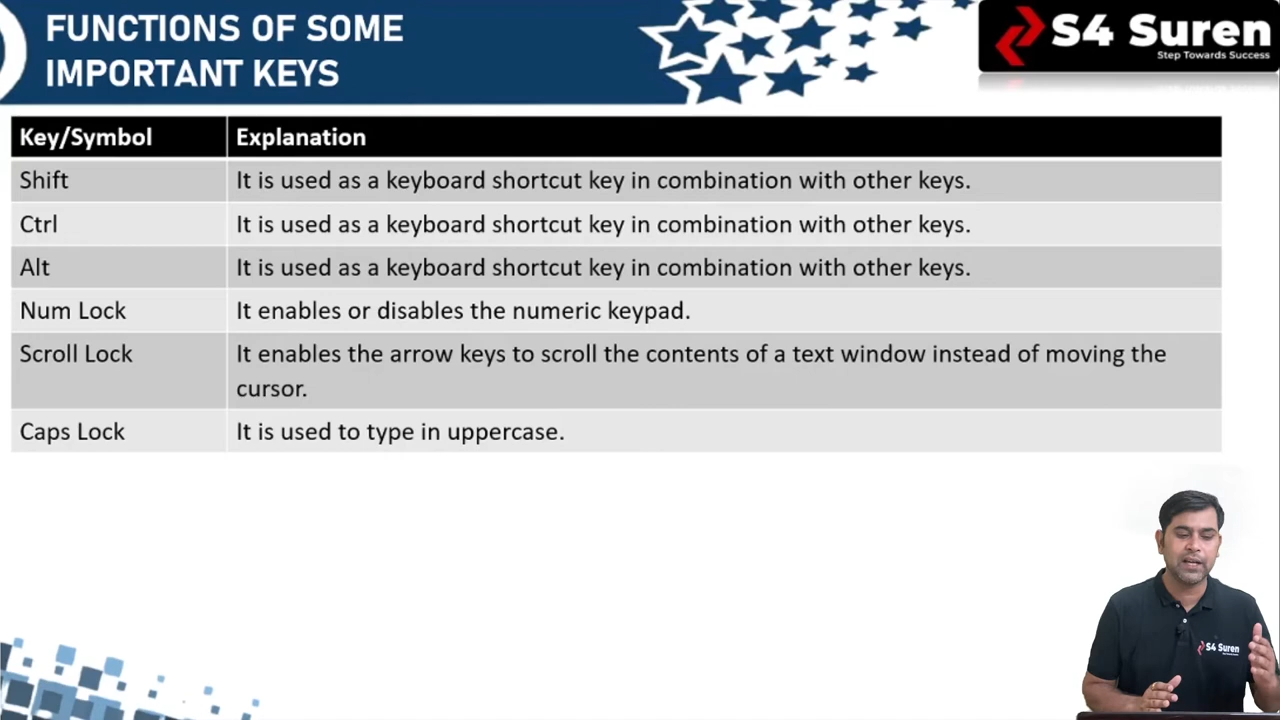 FUNCTIONS OF SOME
IMPORTANT KEYS
S4 Suren
Step Towards Success
Key/Symbol Explanation
Shift It is used as a keyboard shortcut key in combination with other keys.
Ctrl It is used as a keyboard shortcut key in combination with other keys.
Alt It is used as a keyboard shortcut key in combination with other keys.
Num Lock It enables or disables the numeric keypad.
Scroll Lock It enables the arrow keys to scroll the contents of a text window instead of moving the
cursor.
Caps Lock It is used to type in uppercase.
S4 Suren